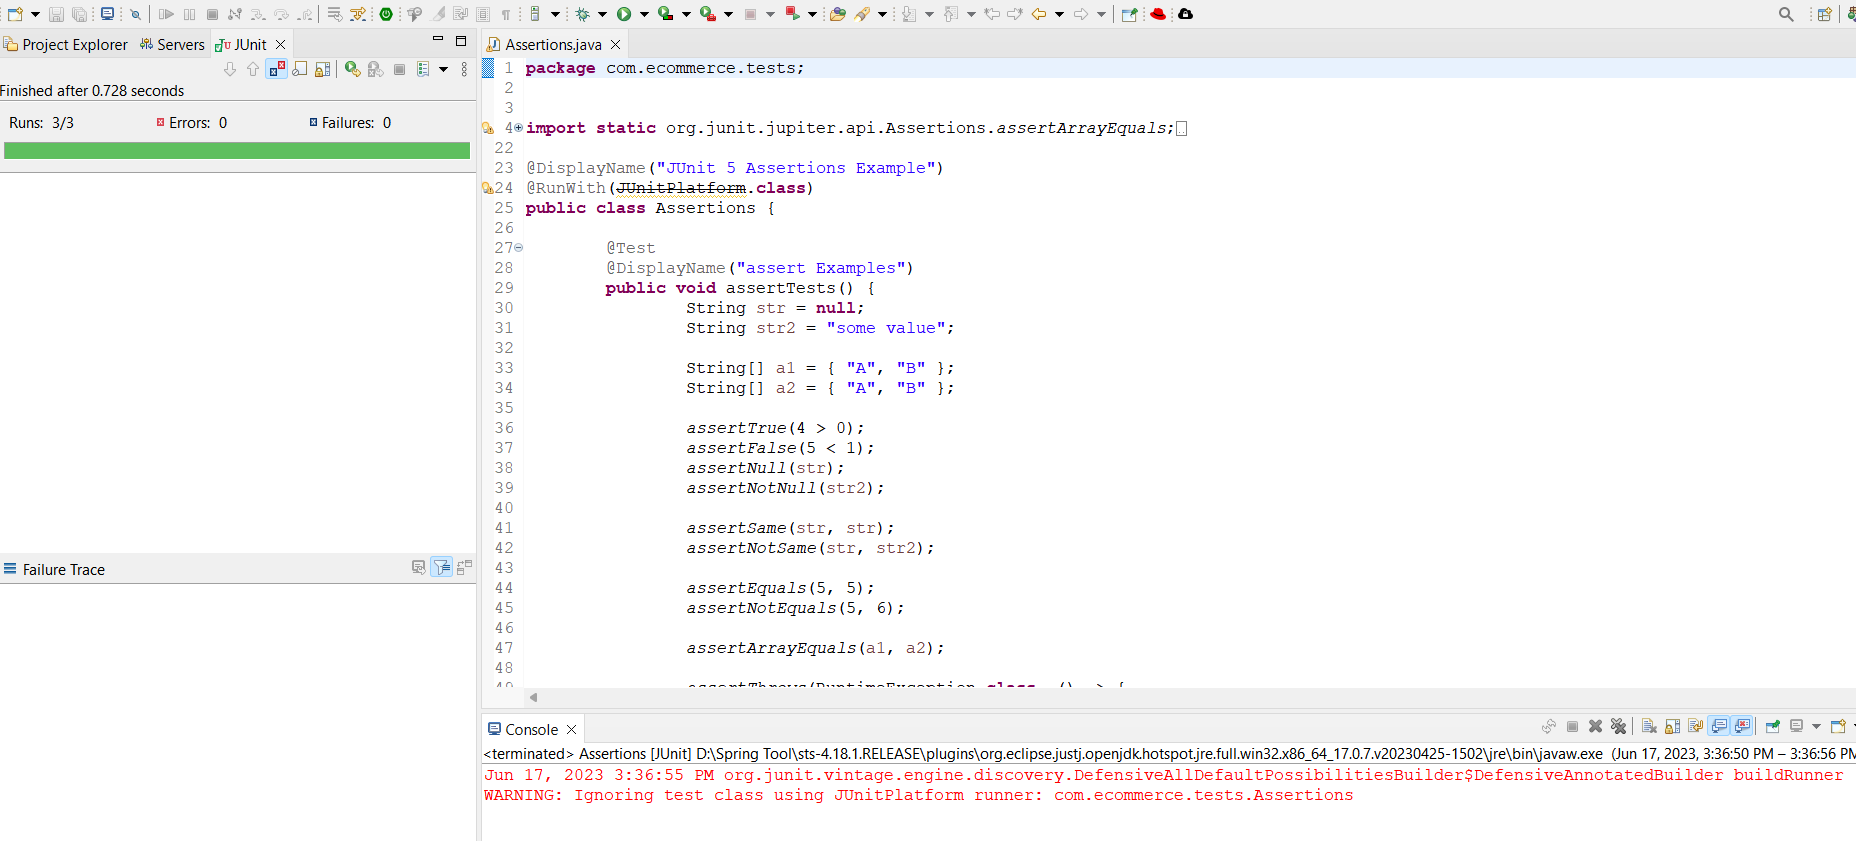 Project Explorer Servers JUnit
Finished after 0.728 seconds
Runs: 3/3 Errors: 0 Failures: 0
Failure Trace
Assertions.java
1 package com.ecommerce.tests;
2
3
4 import static org.junit.jupiter.api.Assertions.assertArrayEquals;
22
23 @DisplayName("JUnit 5 Assertions Example")
24 @RunWith(JUnitPlatform.class)
25 public class Assertions {
26
27 @Test
28 @DisplayName("assert Examples")
29 public void assertTests() {
30 String str = null;
31 String str2 = "some value";
32
33 String[] a1 = { "A", "B" };
34 String[] a2 = { "A", "B" };
35
36 assertTrue(4 > 0);
37 assertFalse(5 < 1);
38 assertNull(str);
39 assertNotNull(str2);
40
41 assertSame(str, str);
42 assertNotSame(str, str2);
43
44 assertEquals(5, 5);
45 assertNotEquals(5, 6);
46
47 assertArrayEquals(a1, a2);
48
49 assertThrows(RuntimeException.class, () -> {
Console
<terminated> Assertions [JUnit] D:\Spring Tool\sts-4.18.1.RELEASE\plugins\org.eclipse.justj.openjdk.hotspot.jre.full.win32.x86_64_17.0.7.v20230425-1502\jre\bin\javaw.exe (Jun 17, 2023, 3:36:50 PM – 3:36:56 PM
Jun 17, 2023 3:36:55 PM org.junit.vintage.engine.discovery.DefensiveAllDefaultPossibilitiesBuilder$DefensiveAnnotatedBuilder buildRunner
WARNING: Ignoring test class using JUnitPlatform runner: com.ecommerce.tests.Assertions